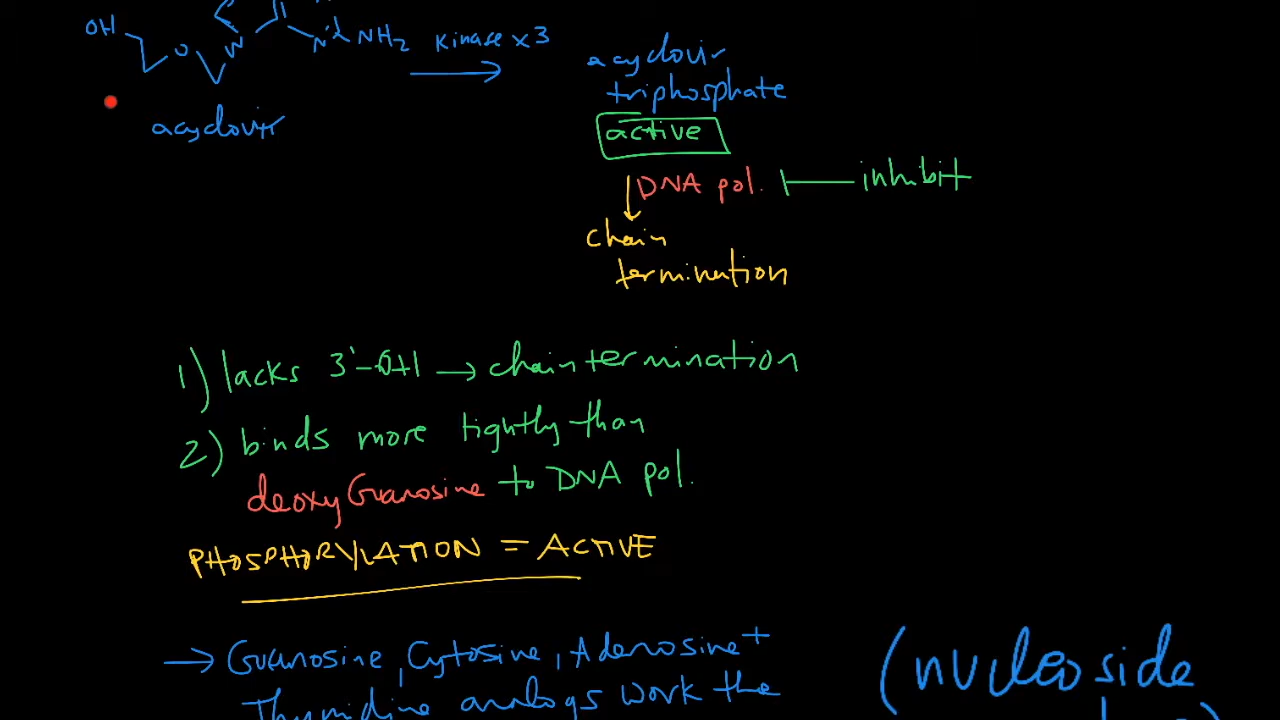 OH
O
N
N
NH2
Kinase x3
acyclovir
acyclovir
triphosphate
active
DNA pol.
inhibit
chain
termination
1) lacks 3'-OH → chain termination
2) binds more tightly than
deoxyGuanosine to DNA pol.
PHOSPHORYLATION = ACTIVE
→ Guanosine, Cytosine, Adenosine +
Thymidine analogs work the
(nucleoside